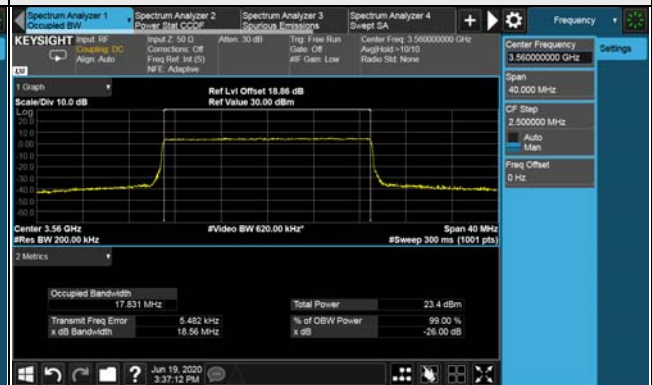 Spectrum Analyzer 1
Occupied BW
Spectrum Analyzer 2
Power Stat CCDF
Spectrum Analyzer 3
Spurious Emissions
Spectrum Analyzer 4
Swept SA
Frequency
KEYSIGHT
Input: RF
Coupling: DC
Align: Auto
Input Z: 50 Ω
Corrections: Off
Freq Ref: Int (S)
NFE: Adaptive
Atten: 30 dB
Trig: Free Run
Gate: Off
#IF Gain: Low
Center Freq: 3.560000000 GHz
Avg|Hold:>10/10
Radio Std: None
Center Frequency
3.560000000 GHz
Settings
Span
40.000 MHz
CF Step
2.500000 MHz
Auto
Man
Freq Offset
0 Hz
1 Graph
Scale/Div 10.0 dB
Ref Lvl Offset 18.86 dB
Ref Value 30.00 dBm
Log
20.0
10.0
0.00
-10.0
-20.0
-30.0
-40.0
-50.0
-60.0
Center 3.56 GHz
#Res BW 200.00 kHz
#Video BW 620.00 kHz*
Span 40 MHz
#Sweep 300 ms (1001 pts)
2 Metrics
Occupied Bandwidth
17.831 MHz
Total Power 23.4 dBm
Transmit Freq Error 5.482 kHz
% of OBW Power 99.00 %
x dB Bandwidth 18.56 MHz
x dB -26.00 dB
Jun 19, 2020
3:37:12 PM